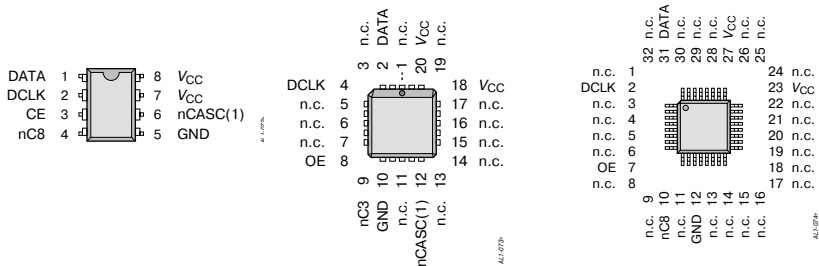 DATA 1 8 VCC
DCLK 2 7 VCC
CE 3 6 nCASC(1)
nC8 4 5 GND
n.c. DATA n.c. VCC n.c.
3 2 1 20 19
DCLK 4 18 VCC
n.c. 5 17 n.c.
n.c. 6 16 n.c.
n.c. 7 15 n.c.
OE 8 14 n.c.
9 10 11 12 13
nC3 GND n.c. nCASC(1) n.c.
n.c. DATA n.c. n.c. n.c. VCC n.c. n.c.
32 31 30 29 28 27 26 25
n.c. 1 24 n.c.
DCLK 2 23 VCC
n.c. 3 22 n.c.
n.c. 4 21 n.c.
n.c. 5 20 n.c.
n.c. 6 19 n.c.
OE 7 18 n.c.
n.c. 8 17 n.c.
9 10 11 12 13 14 15 16
n.c. nC8 n.c. GND n.c. n.c. n.c. n.c.